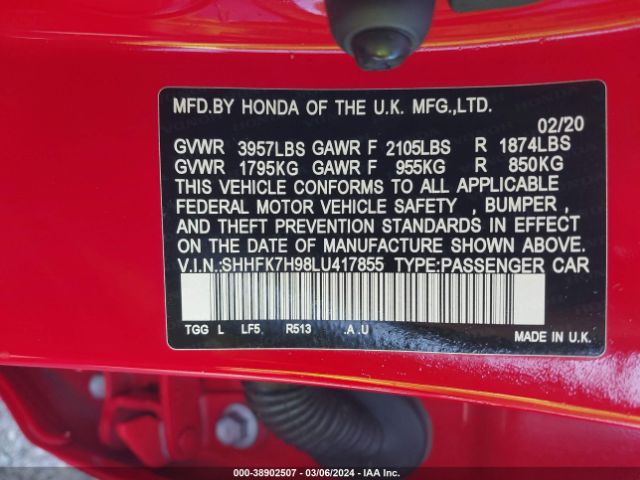 MFD.BY HONDA OF THE U.K. MFG.,LTD.
02/20
GVWR 3957LBS GAWR F 2105LBS R 1874LBS
GVWR 1795KG GAWR F 955KG R 850KG
THIS VEHICLE CONFORMS TO ALL APPLICABLE
FEDERAL MOTOR VEHICLE SAFETY , BUMPER ,
AND THEFT PREVENTION STANDARDS IN EFFECT
ON THE DATE OF MANUFACTURE SHOWN ABOVE.
V.I.N.:SHHFK7H98LU417855 TYPE:PASSENGER CAR
TGG L LF5 R513 .A.U
MADE IN U.K.
000-38902507 - 03/06/2024 - IAA Inc.